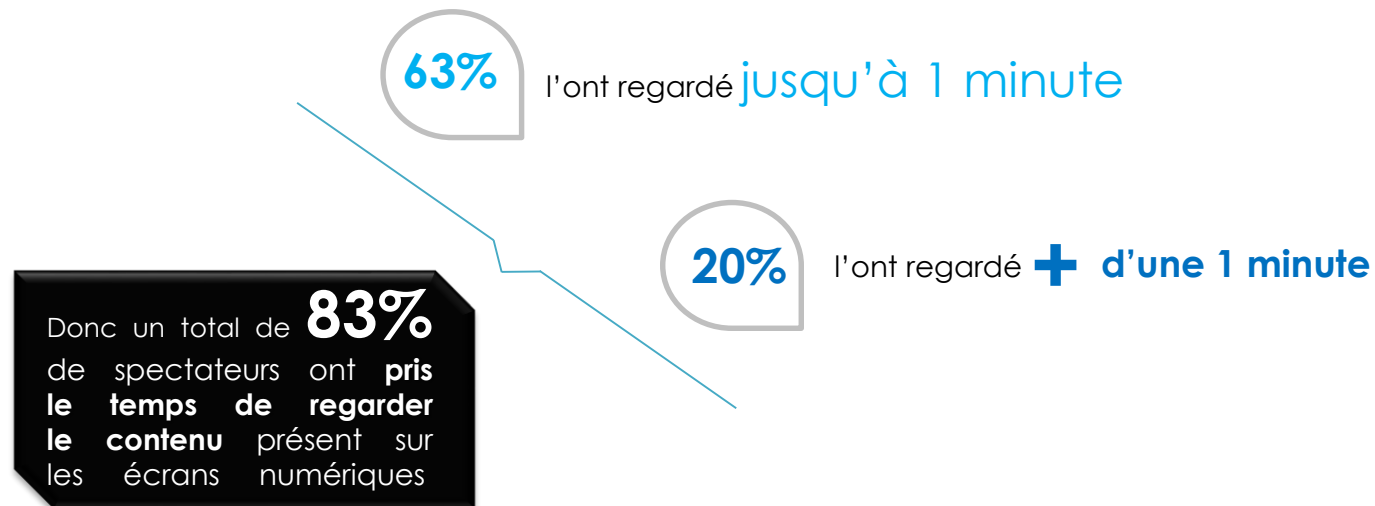 63% l’ont regardé jusqu’à 1 minute
20% l’ont regardé + d’une 1 minute
Donc un total de 83%
de spectateurs ont pris
le temps de regarder
le contenu présent sur
les écrans numériques